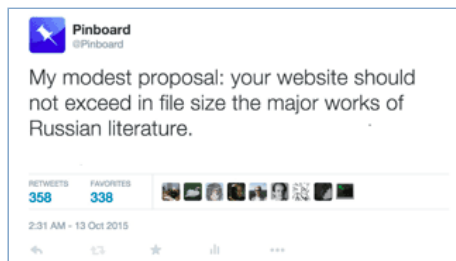 Pinboard
@Pinboard
My modest proposal: your website should
not exceed in file size the major works of
Russian literature.
RETWEETS FAVORITES
358 338
2:31 AM - 13 Oct 2015